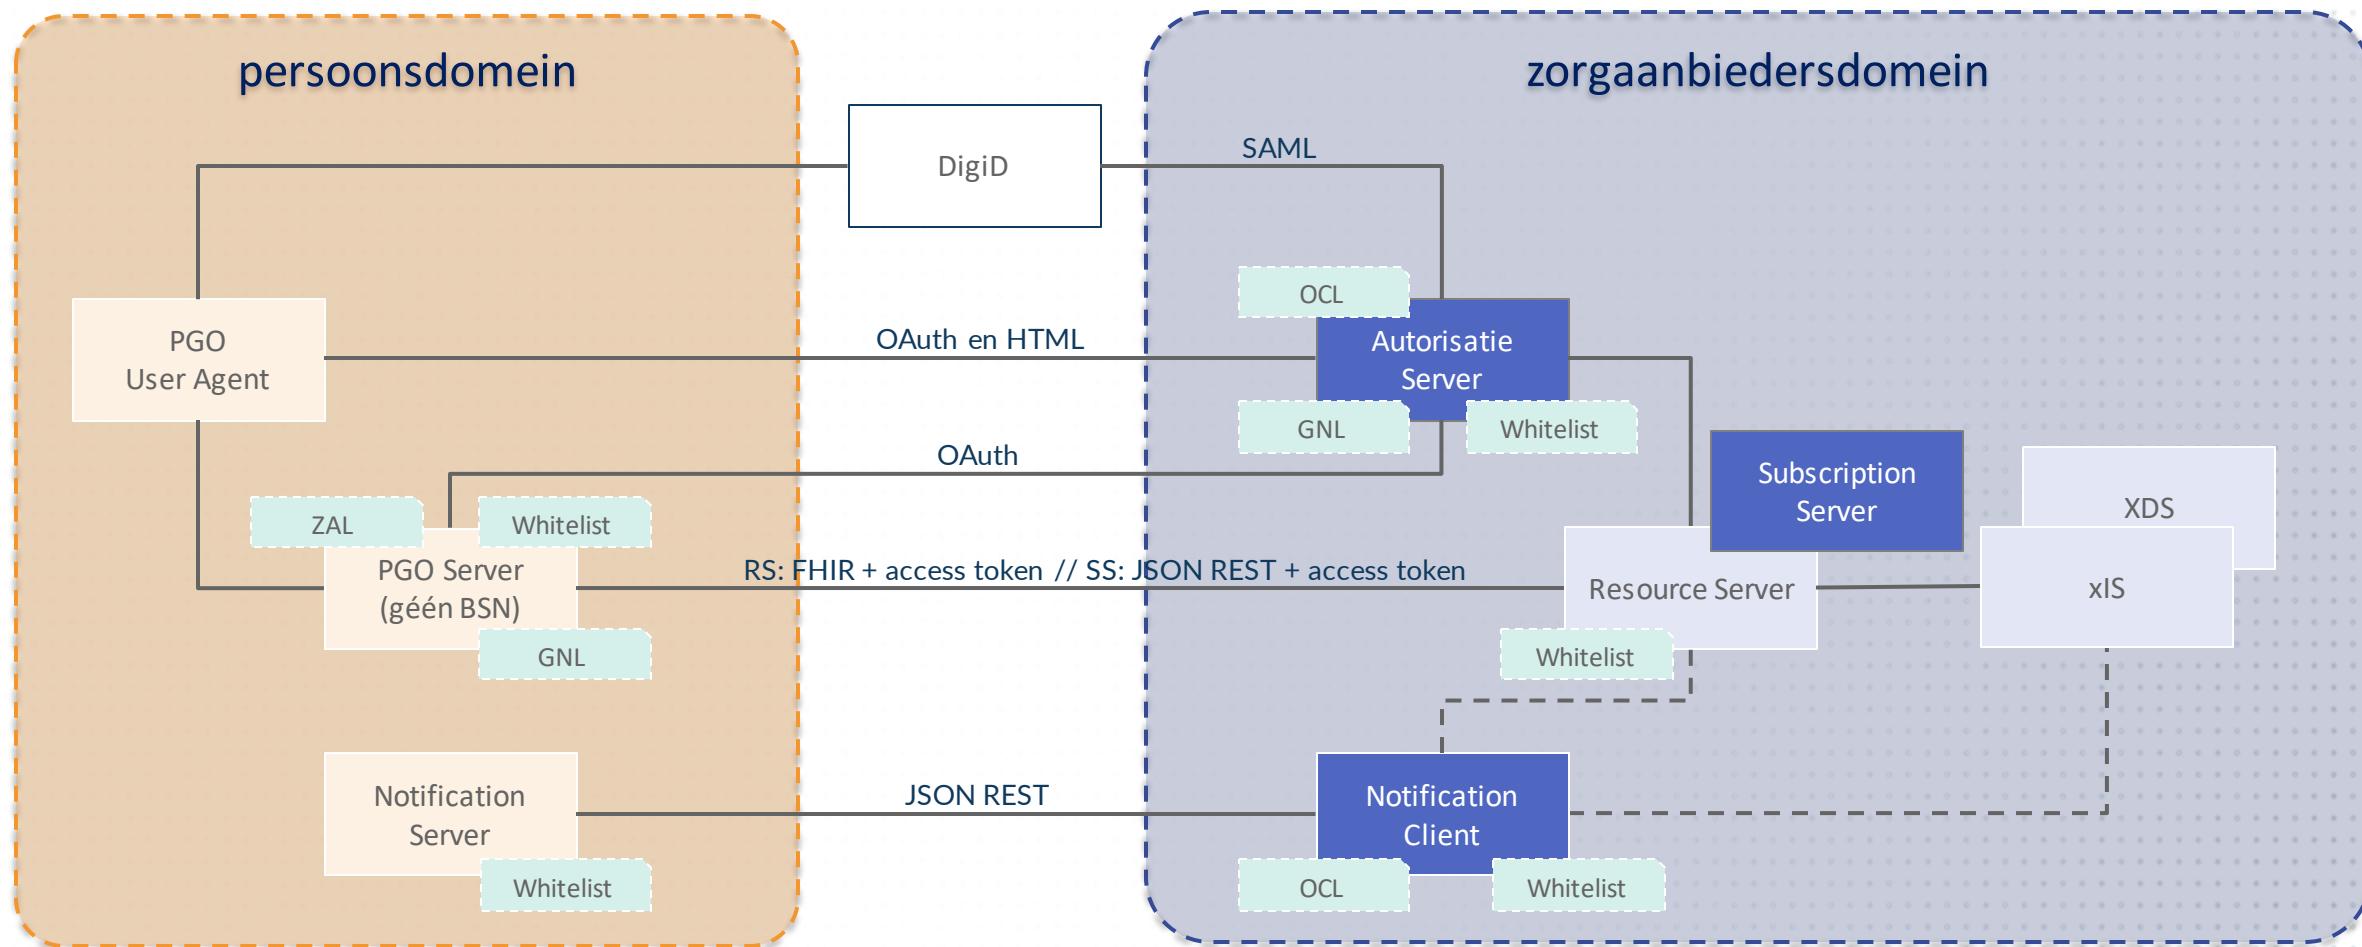 persoonsdomein
zorgaanbiedersdomein
DigiD
SAML
OCL
PGO
User Agent
OAuth en HTML
Autorisatie
Server
GNL
Whitelist
OAuth
Subscription
Server
XDS
ZAL
Whitelist
PGO Server
(géén BSN)
GNL
RS: FHIR + access token // SS: JSON REST + access token
Resource Server
Whitelist
xIS
Notification
Server
Whitelist
JSON REST
Notification
Client
OCL
Whitelist